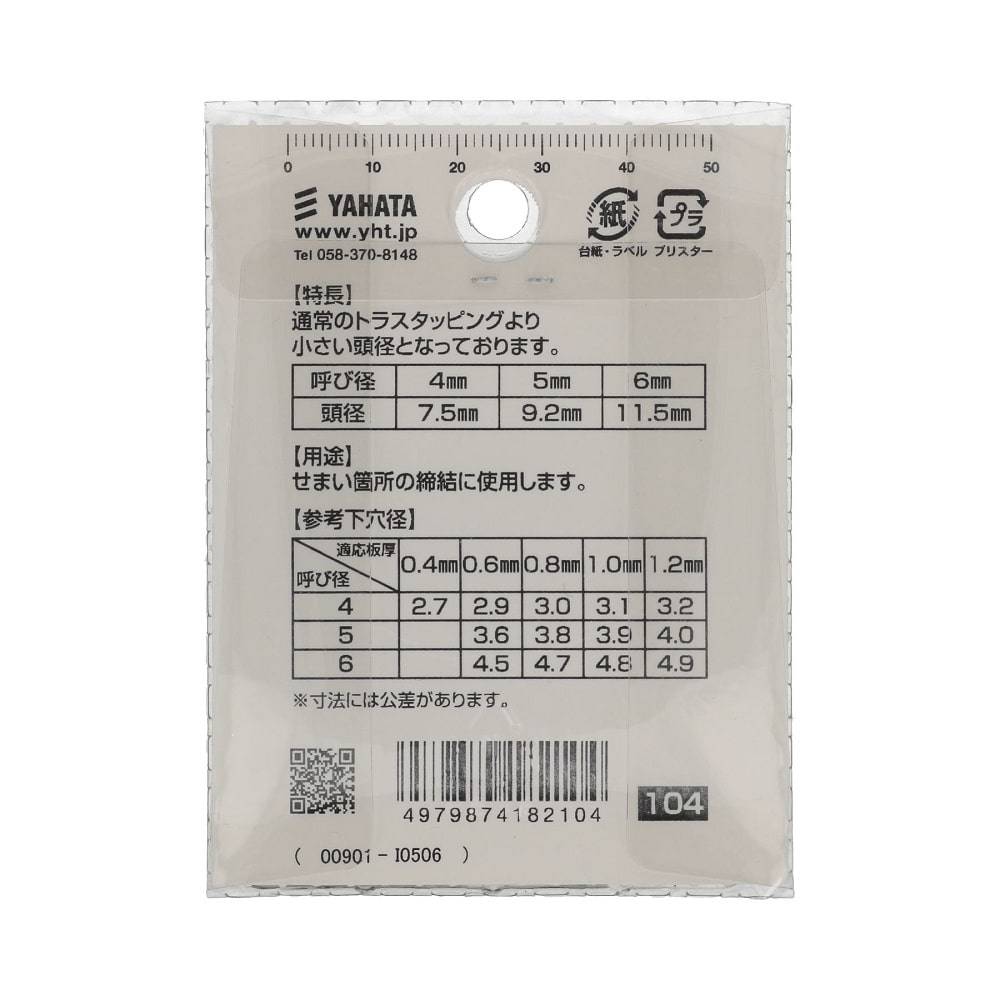 0 10 20 30 40 50
YAHATA
www.yht.jp
Tel 058-370-8148
紙 プラ
台紙・ラベル ブリスター
【特長】
通常のトラスタッピングより
小さい頭径となっております。
呼び径 4㎜ 5㎜ 6㎜
頭径 7.5㎜ 9.2㎜ 11.5㎜
【用途】
せまい箇所の締結に使用します。
【参考下穴径】
適応板厚 0.4㎜ 0.6㎜ 0.8㎜ 1.0㎜ 1.2㎜
呼び径
4 2.7 2.9 3.0 3.1 3.2
5 3.6 3.8 3.9 4.0
6 4.5 4.7 4.8 4.9
※寸法には公差があります。
4979874182104
104
( 00901-I0506 )